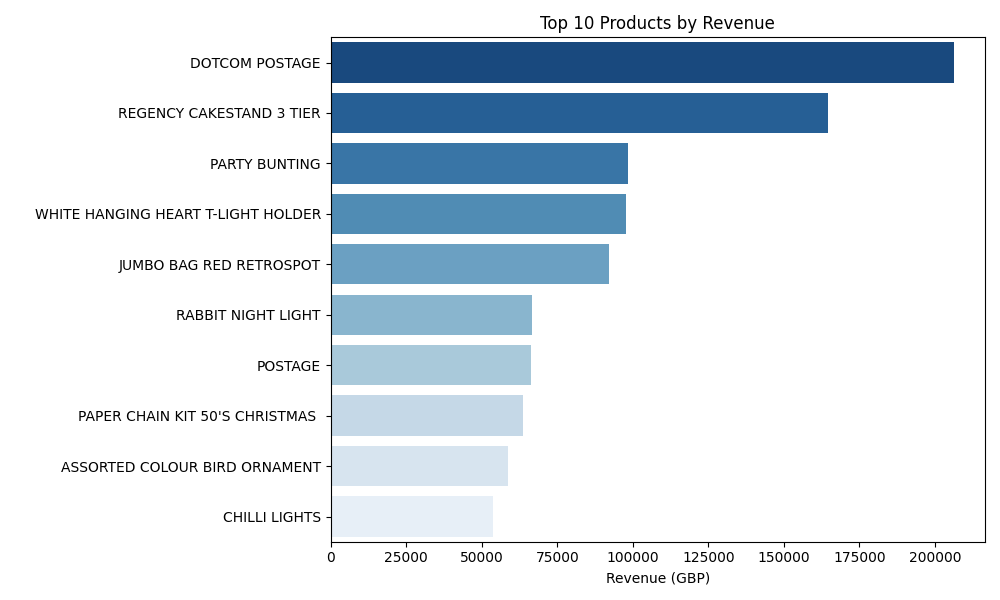 Top 10 Products by Revenue
DOTCOM POSTAGE
REGENCY CAKESTAND 3 TIER
PARTY BUNTING
WHITE HANGING HEART T-LIGHT HOLDER
JUMBO BAG RED RETROSPOT
RABBIT NIGHT LIGHT
POSTAGE
PAPER CHAIN KIT 50'S CHRISTMAS
ASSORTED COLOUR BIRD ORNAMENT
CHILLI LIGHTS
0 25000 50000 75000 100000 125000 150000 175000 200000
Revenue (GBP)